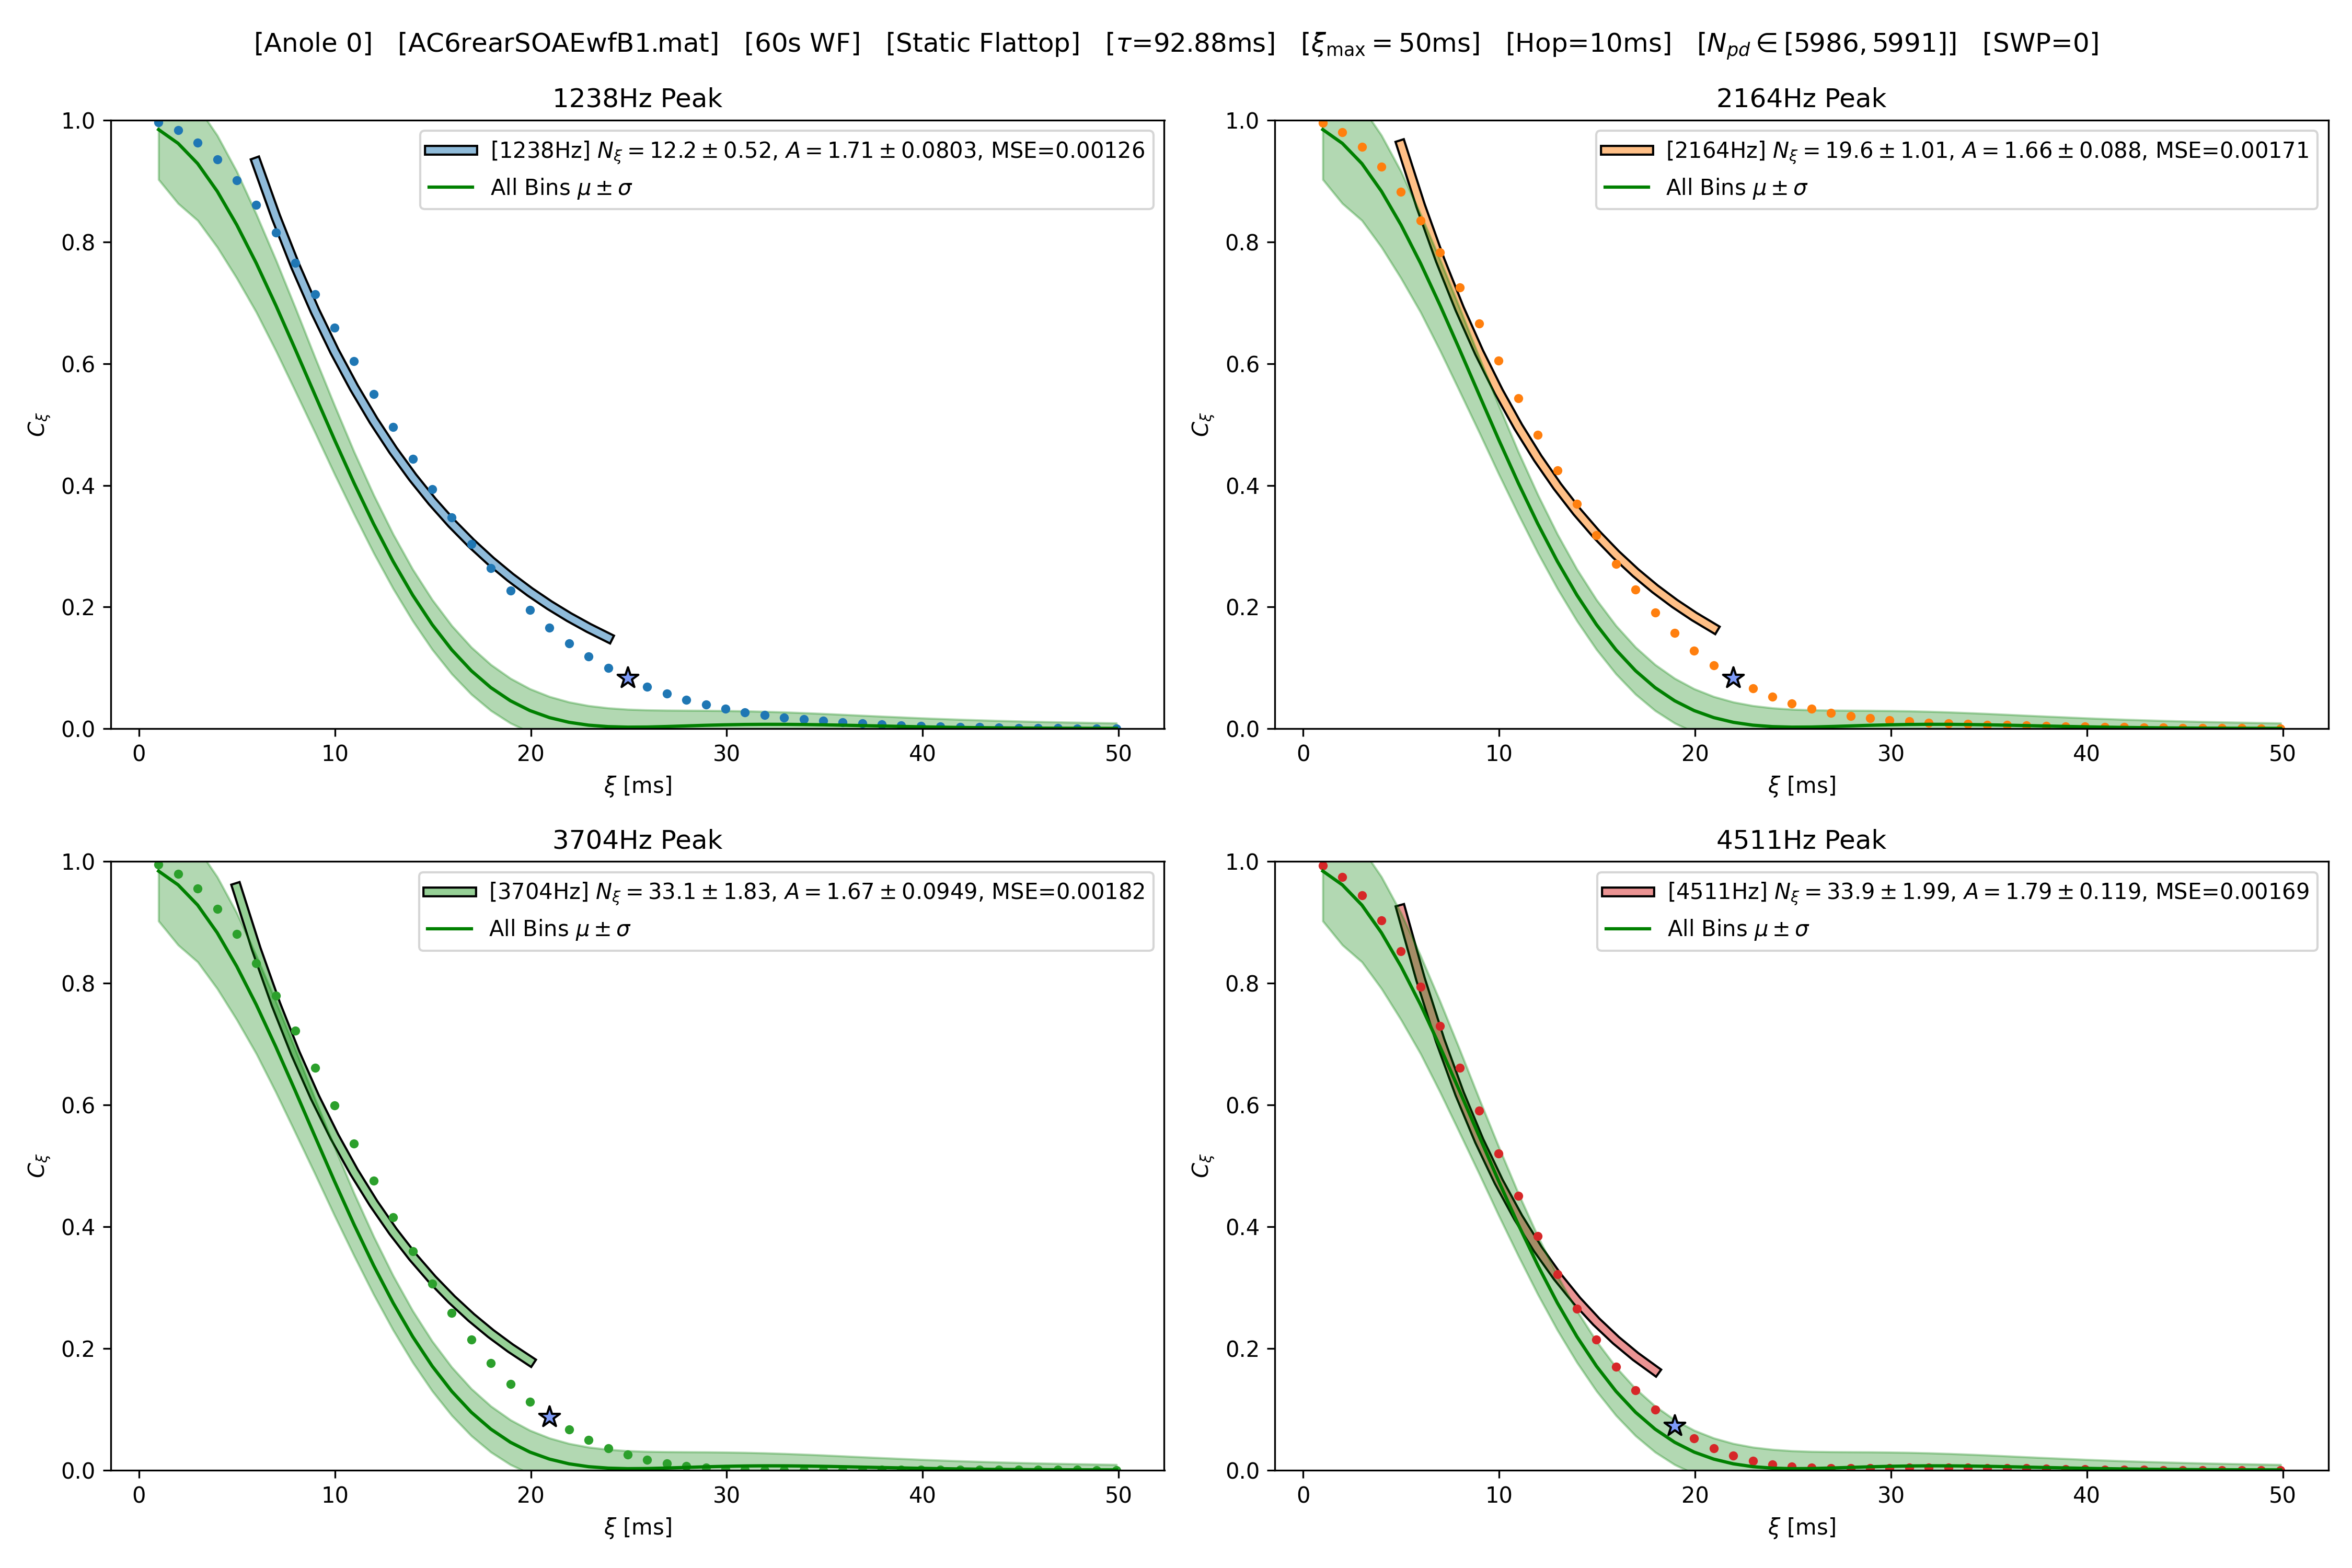 [Anole 0] [AC6rearSOAEwfB1.mat] [60s WF] [Static Flattop] [τ=92.88ms] [ξmax = 50ms] [Hop=10ms] [Npd ∈ [5986, 5991]] [SWP=0]
1238Hz Peak
[1238Hz] Nξ = 12.2 ± 0.52, A = 1.71 ± 0.0803, MSE=0.00126
All Bins μ ± σ
1.0
0.8
0.6
0.4
0.2
0.0
Cξ
0 10 20 30 40 50
ξ [ms]
2164Hz Peak
[2164Hz] Nξ = 19.6 ± 1.01, A = 1.66 ± 0.088, MSE=0.00171
All Bins μ ± σ
1.0
0.8
0.6
0.4
0.2
0.0
Cξ
0 10 20 30 40 50
ξ [ms]
3704Hz Peak
[3704Hz] Nξ = 33.1 ± 1.83, A = 1.67 ± 0.0949, MSE=0.00182
All Bins μ ± σ
1.0
0.8
0.6
0.4
0.2
0.0
Cξ
0 10 20 30 40 50
ξ [ms]
4511Hz Peak
[4511Hz] Nξ = 33.9 ± 1.99, A = 1.79 ± 0.119, MSE=0.00169
All Bins μ ± σ
1.0
0.8
0.6
0.4
0.2
0.0
Cξ
0 10 20 30 40 50
ξ [ms]